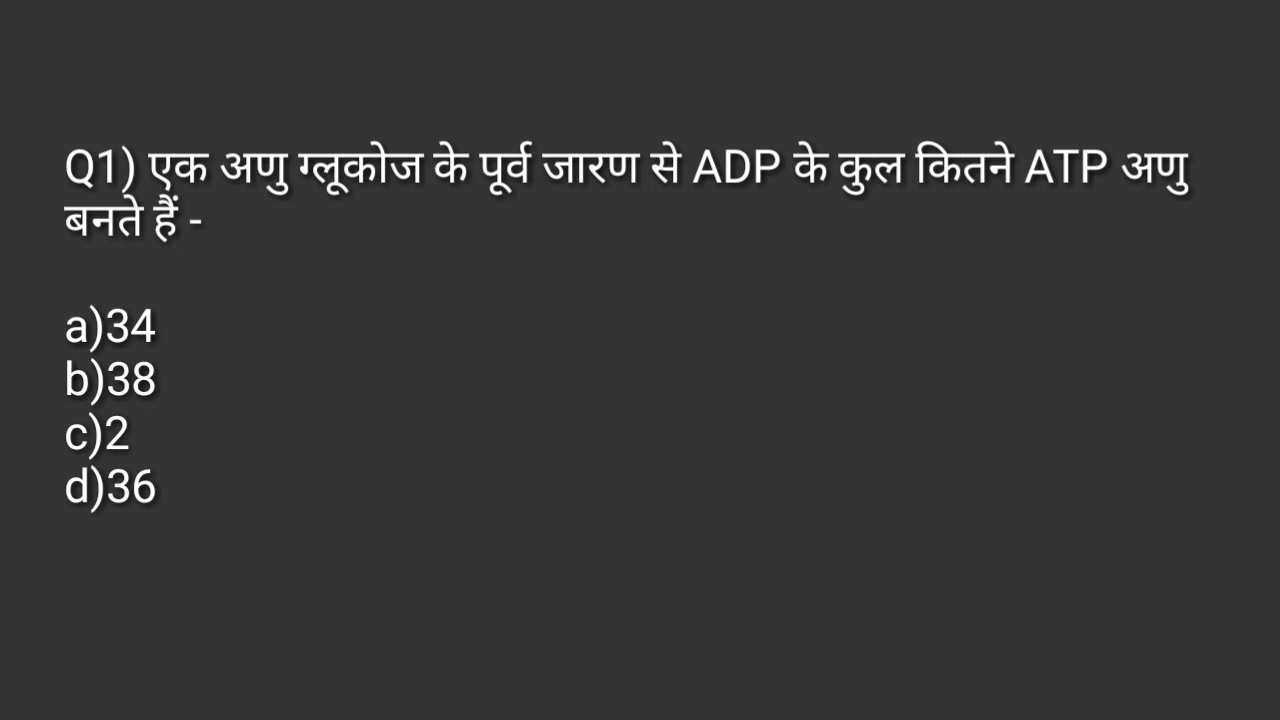 Q1) एक अणु ग्लूकोज के पूर्व जारण से ADP के कुल कितने ATP अणु
बनते हैं -
a)34
b)38
c)2
d)36